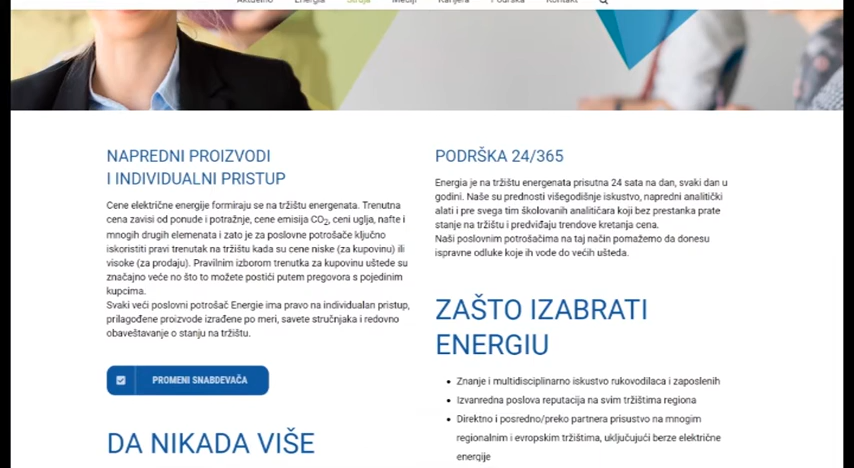 Aktuelno Energia Struja Mediji Karijera Podrška Kontakt
NAPREDNI PROIZVODI
I INDIVIDUALNI PRISTUP
Cene električne energije formiraju se na tržištu energenata. Trenutna
cena zavisi od ponude i potražnje, cene emisija CO2, ceni uglja, nafte i
mnogih drugih elemenata i zato je za poslovne potrošače ključno
iskoristiti pravi trenutak na tržištu kada su cene niske (za kupovinu) ili
visoke (za prodaju). Pravilnim izborom trenutka za kupovinu uštede su
značajno veće no što to možete postići putem pregovora s pojedinim
kupcima.
Svaki veći poslovni potrošač Energie ima pravo na individualan pristup,
prilagođene proizvode izrađene po meri, savete stručnjaka i redovno
obaveštavanje o stanju na tržištu.
PROMENI SNABDEVAČA
DA NIKADA VIŠE
PODRŠKA 24/365
Energia je na tržištu energenata prisutna 24 sata na dan, svaki dan u
godini. Naše su prednosti višegodišnje iskustvo, napredni analitički
alati i pre svega tim školovanih analitičara koji bez prestanka prate
stanje na tržištu i predviđaju trendove kretanja cena.
Naši poslovnim potrošačima na taj način pomažemo da donesu
ispravne odluke koje ih vode do većih ušteda.
ZAŠTO IZABRATI
ENERGIU
Znanje i multidisciplinarno iskustvo rukovodilaca i zaposlenih
Izvanredna poslova reputacija na svim tržištima regiona
Direktno i posredno/preko partnera prisustvo na mnogim
regionalnim i evropskim tržištima, uključujući berze električne
energije